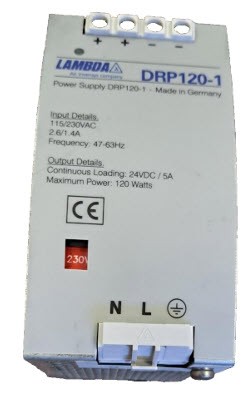 + + − −
LAMBDA
An Invensys company
DRP120-1
Power Supply DRP120-1 - Made in Germany
Input Details
115/230VAC
2.6/1.4A
Frequency: 47-63Hz
Output Details
Continuous Loading: 24VDC / 5A
Maximum Power: 120 Watts
CE
230V
N L